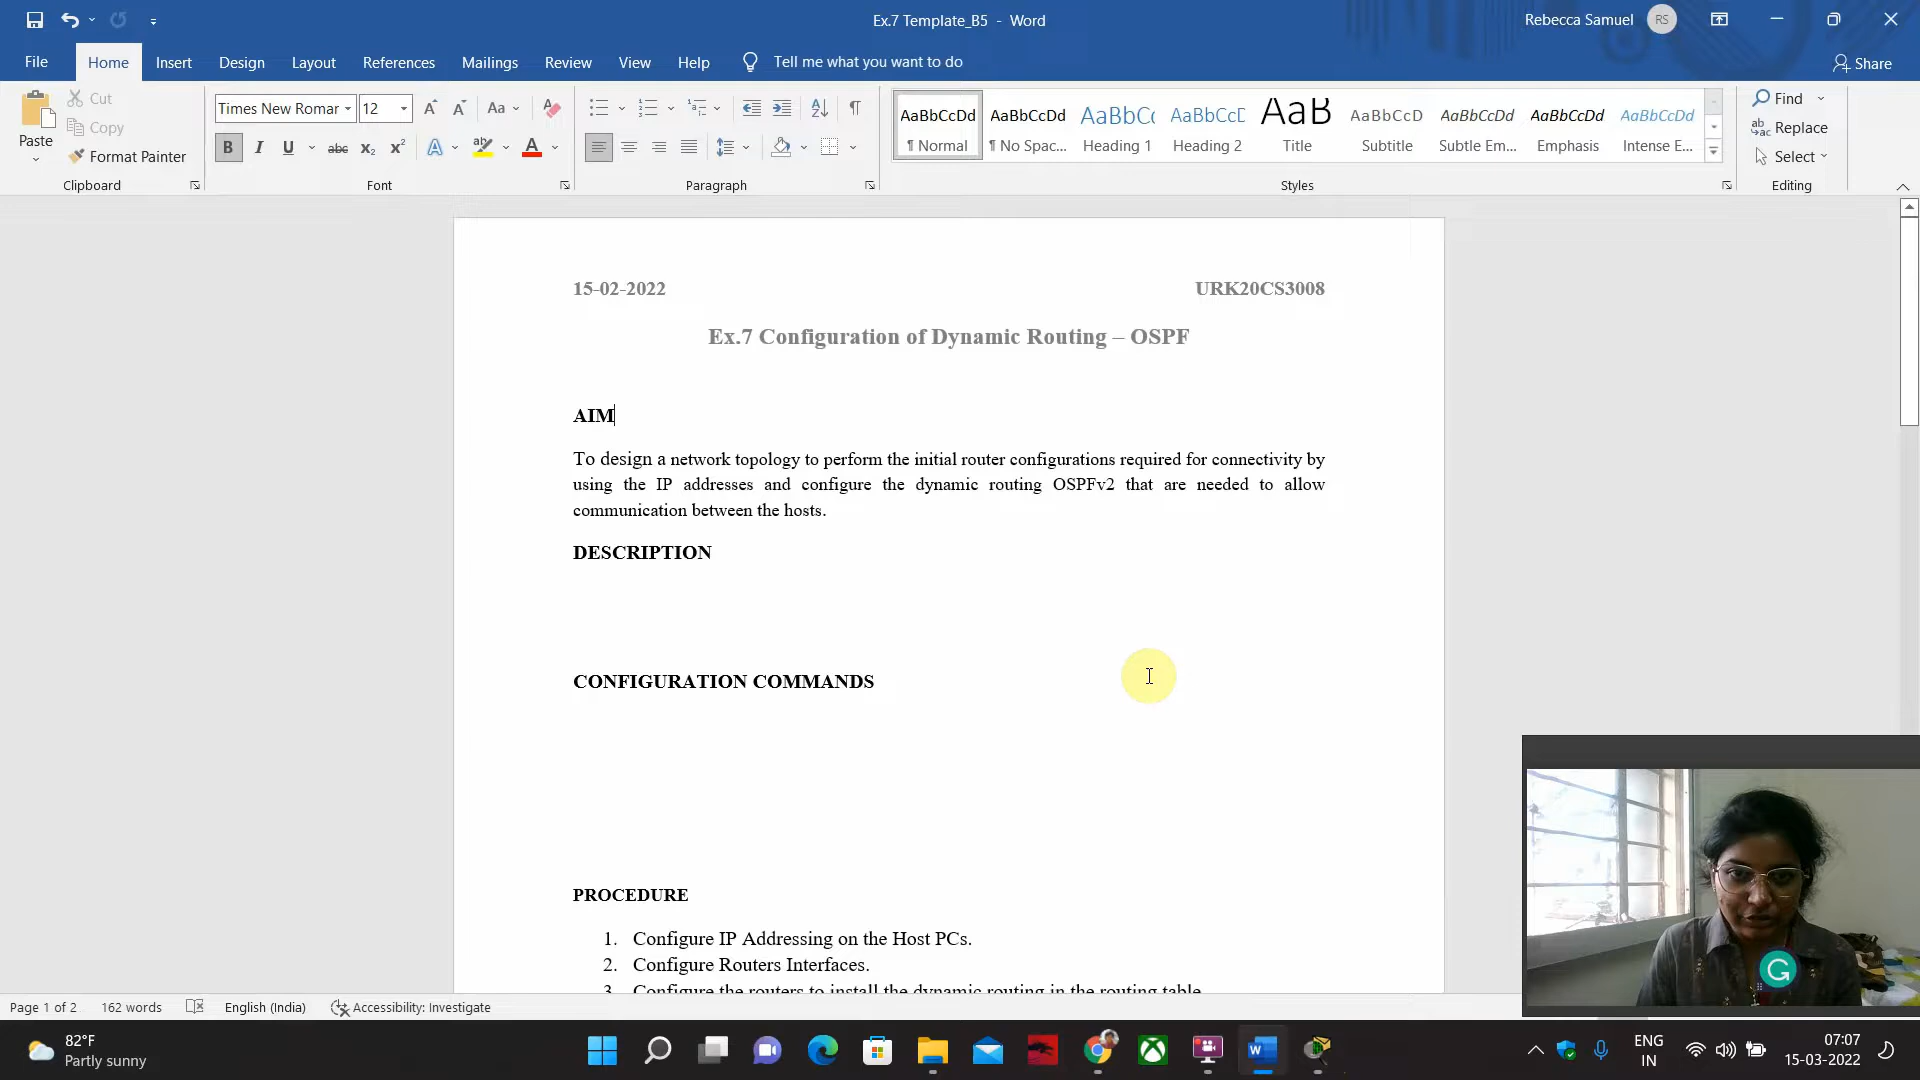 Ex.7 Template_B5 - Word
Rebecca Samuel RS
File Home Insert Design Layout References Mailings Review View Help Tell me what you want to do Share
Paste
Cut
Copy
Format Painter
Clipboard
Times New Romar 12
Font
Paragraph
AaBbCcDd AaBbCcDd AaBbC( AaBbCcC AaB AaBbCcD AaBbCcDd AaBbCcDd AaBbCcDd
¶ Normal ¶ No Spac... Heading 1 Heading 2 Title Subtitle Subtle Em... Emphasis Intense E...
Styles
Find
Replace
Select
Editing
15-02-2022 URK20CS3008
Ex.7 Configuration of Dynamic Routing – OSPF
AIM
To design a network topology to perform the initial router configurations required for connectivity by
using the IP addresses and configure the dynamic routing OSPFv2 that are needed to allow
communication between the hosts.
DESCRIPTION
CONFIGURATION COMMANDS
PROCEDURE
1. Configure IP Addressing on the Host PCs.
2. Configure Routers Interfaces.
3. Configure the routers to install the dynamic routing in the routing table
Page 1 of 2 162 words English (India) Accessibility: Investigate
82°F
Partly sunny
ENG
IN
07:07
15-03-2022